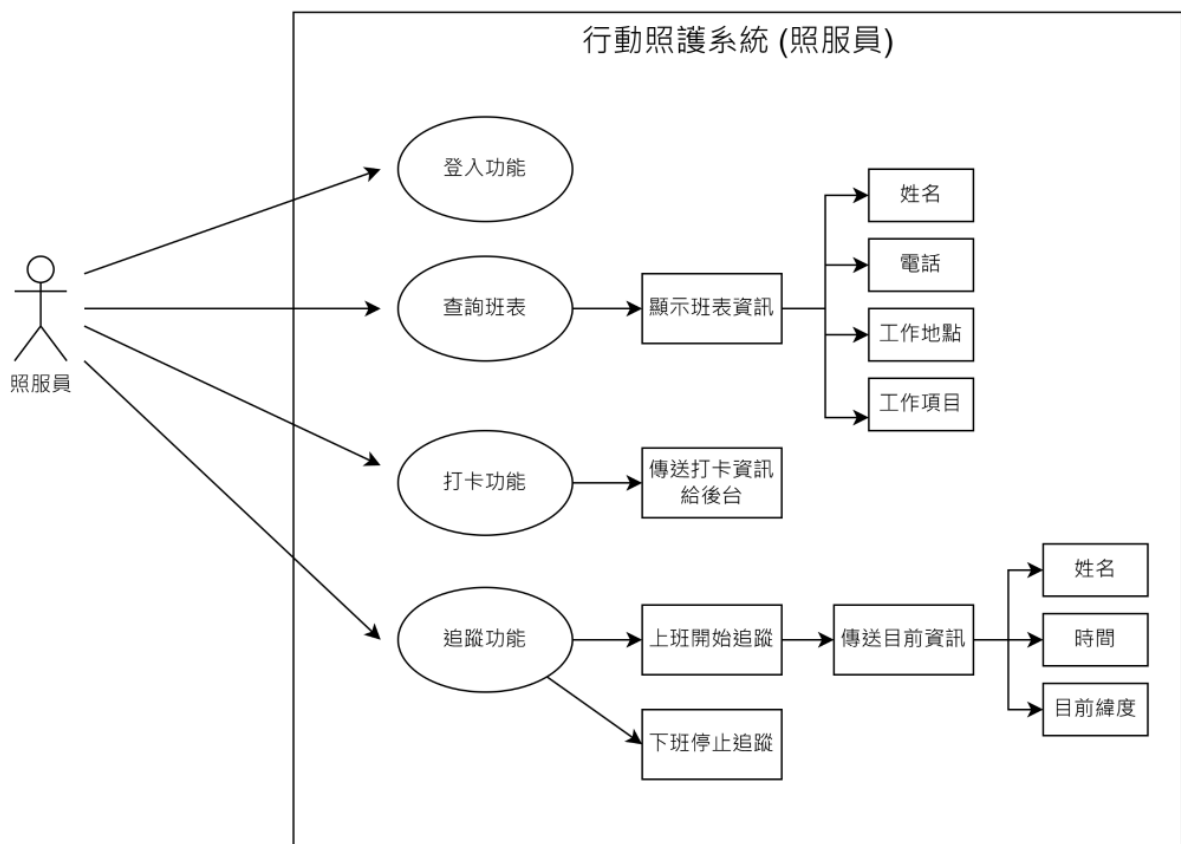 行動照護系統 (照服員)
登入功能
姓名
電話
查詢班表
顯示班表資訊
工作地點
工作項目
照服員
打卡功能
傳送打卡資訊
給後台
姓名
追蹤功能
上班開始追蹤
傳送目前資訊
時間
目前緯度
下班停止追蹤